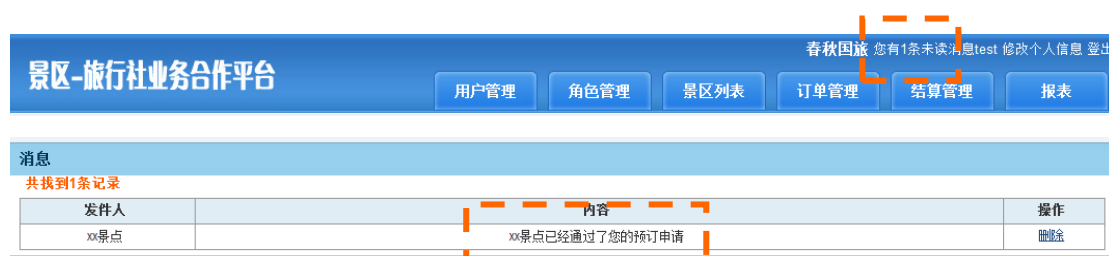 春秋国旅 您有1条未读消息test 修改个人信息 登出
景区-旅行社业务合作平台
用户管理 角色管理 景区列表 订单管理 结算管理 报表
消息
共找到1条记录
发件人 内容 操作
xx景点 xx景点已经通过了您的预订申请 删除